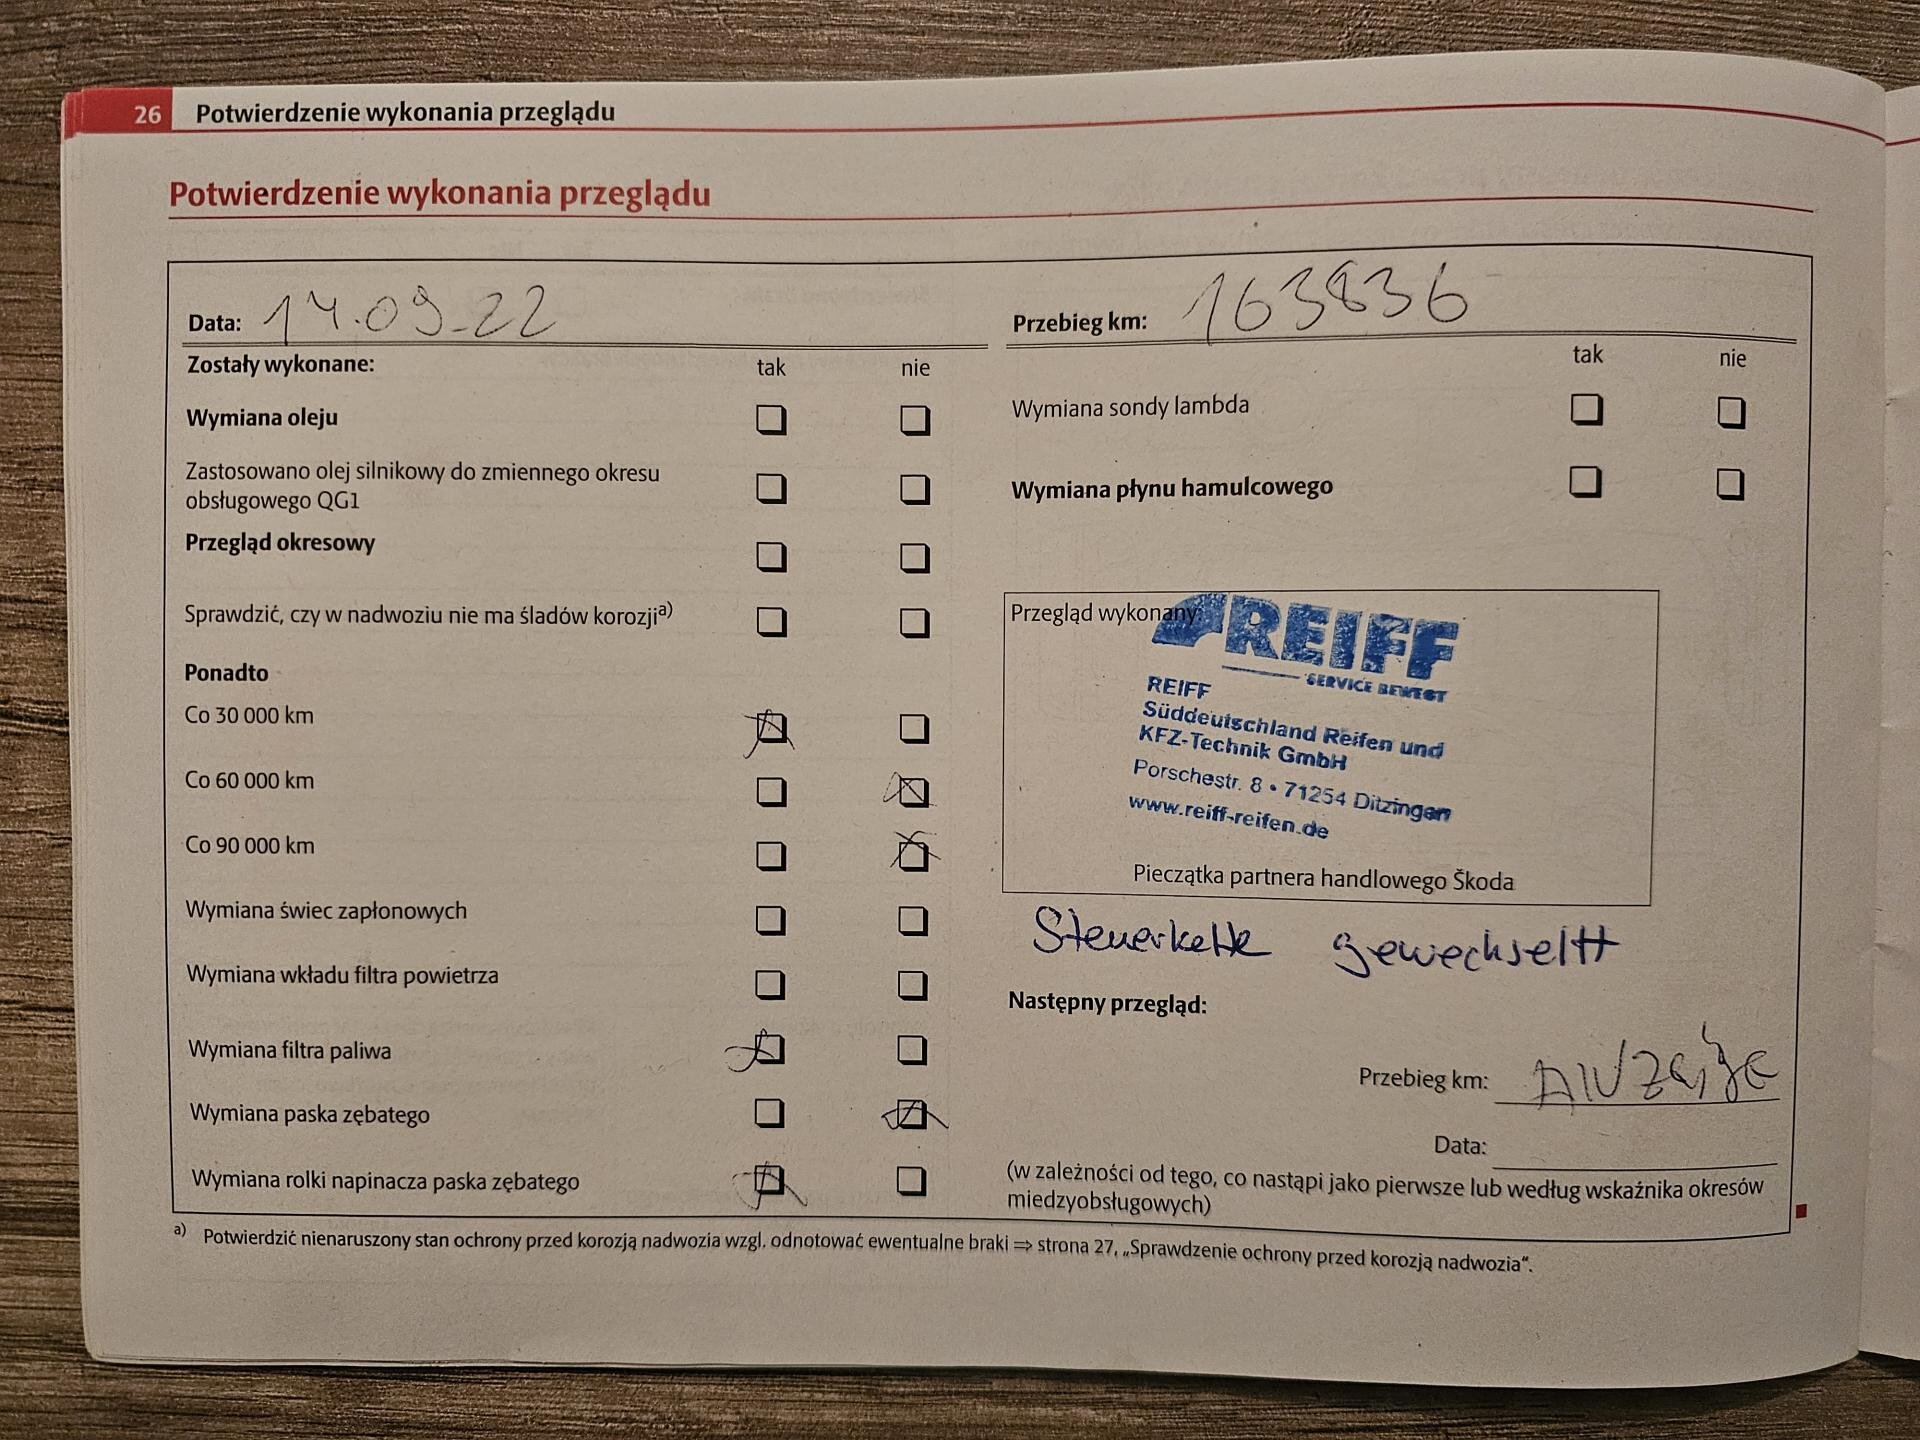 26 Potwierdzenie wykonania przeglądu
Potwierdzenie wykonania przeglądu
Data: 14.09.22
Zostały wykonane: tak nie
Wymiana oleju
Zastosowano olej silnikowy do zmiennego okresu
obsługowego QG1
Przegląd okresowy
Sprawdzić, czy w nadwoziu nie ma śladów korozji a)
Ponadto
Co 30 000 km
Co 60 000 km
Co 90 000 km
Wymiana świec zapłonowych
Wymiana wkładu filtra powietrza
Wymiana filtra paliwa
Wymiana paska zębatego
Wymiana rolki napinacza paska zębatego
Przebieg km: 163836
tak nie
Wymiana sondy lambda
Wymiana płynu hamulcowego
Przegląd wykonany:
REIFF
SERVICE BEWEGT
REIFF
Süddeutschland Reifen und
KFZ-Technik GmbH
Porschestr. 8 • 71254 Ditzingen
www.reiff-reifen.de
Pieczątka partnera handlowego Škoda
Steuerkette gewechseltt
Następny przegląd:
Przebieg km: Anzeige
Data:
(w zależności od tego, co nastąpi jako pierwsze lub według wskaźnika okresów
miedzyobsługowych)
a) Potwierdzić nienaruszony stan ochrony przed korozją nadwozia wzgl. odnotować ewentualne braki ⇒ strona 27, „Sprawdzenie ochrony przed korozją nadwozia“.